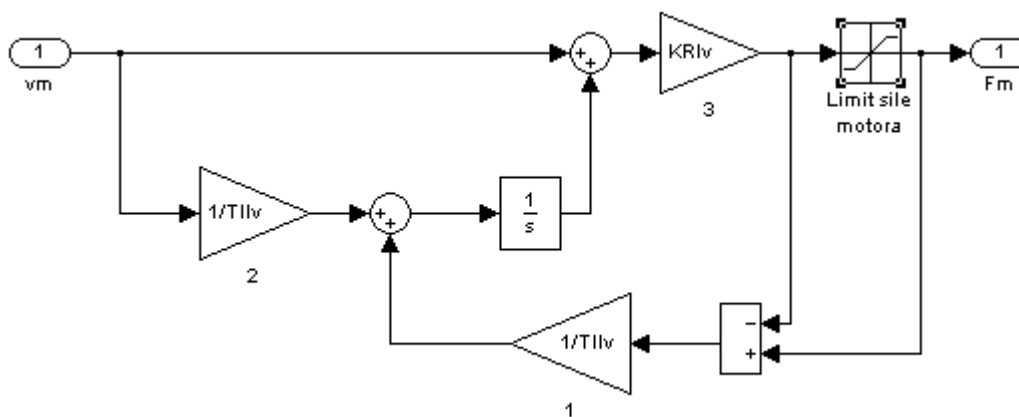 1
vm
+
+
KRIv
3
Limit sile
motora
1
Fm
1/TIIv
2
+
+
1
s
1/TIIv
1
−
+